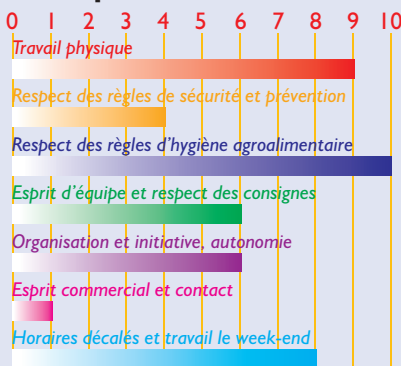 0 1 2 3 4 5 6 7 8 9 10
Travail physique
Respect des règles de sécurité et prévention
Respect des règles d'hygiène agroalimentaire
Esprit d'équipe et respect des consignes
Organisation et initiative, autonomie
Esprit commercial et contact
Horaires décalés et travail le week-end